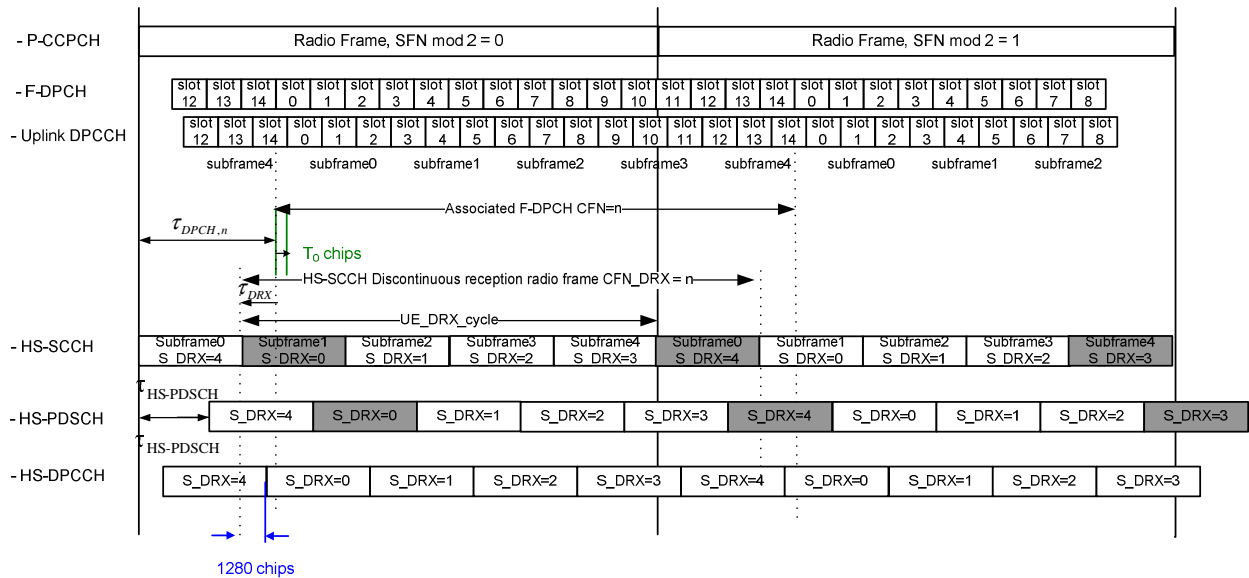 - P-CCPCH
Radio Frame, SFN mod 2 = 0
Radio Frame, SFN mod 2 = 1
- F-DPCH
slot 12 slot 13 slot 14 slot 0 slot 1 slot 2 slot 3 slot 4 slot 5 slot 6 slot 7 slot 8 slot 9 slot 10 slot 11 slot 12 slot 13 slot 14 slot 0 slot 1 slot 2 slot 3 slot 4 slot 5 slot 6 slot 7 slot 8
- Uplink DPCCH
slot 12 slot 13 slot 14 slot 0 slot 1 slot 2 slot 3 slot 4 slot 5 slot 6 slot 7 slot 8 slot 9 slot 10 slot 11 slot 12 slot 13 slot 14 slot 0 slot 1 slot 2 slot 3 slot 4 slot 5 slot 6 slot 7 slot 8
subframe4 subframe0 subframe1 subframe2 subframe3 subframe4 subframe0 subframe1 subframe2
Associated F-DPCH CFN=n
τDPCH,n
T0 chips
HS-SCCH Discontinuous reception radio frame CFN_DRX = n
τDRX
UE_DRX_cycle
- HS-SCCH
Subframe0 Subframe1 Subframe2 Subframe3 Subframe4 Subframe0 Subframe1 Subframe2 Subframe3 Subframe4
S_DRX=4 S_DRX=0 S_DRX=1 S_DRX=2 S_DRX=3 S_DRX=4 S_DRX=0 S_DRX=1 S_DRX=2 S_DRX=3
τHS-PDSCH
- HS-PDSCH
S_DRX=4 S_DRX=0 S_DRX=1 S_DRX=2 S_DRX=3 S_DRX=4 S_DRX=0 S_DRX=1 S_DRX=2 S_DRX=3
τHS-PDSCH
- HS-DPCCH
S_DRX=4 S_DRX=0 S_DRX=1 S_DRX=2 S_DRX=3 S_DRX=4 S_DRX=0 S_DRX=1 S_DRX=2 S_DRX=3
1280 chips